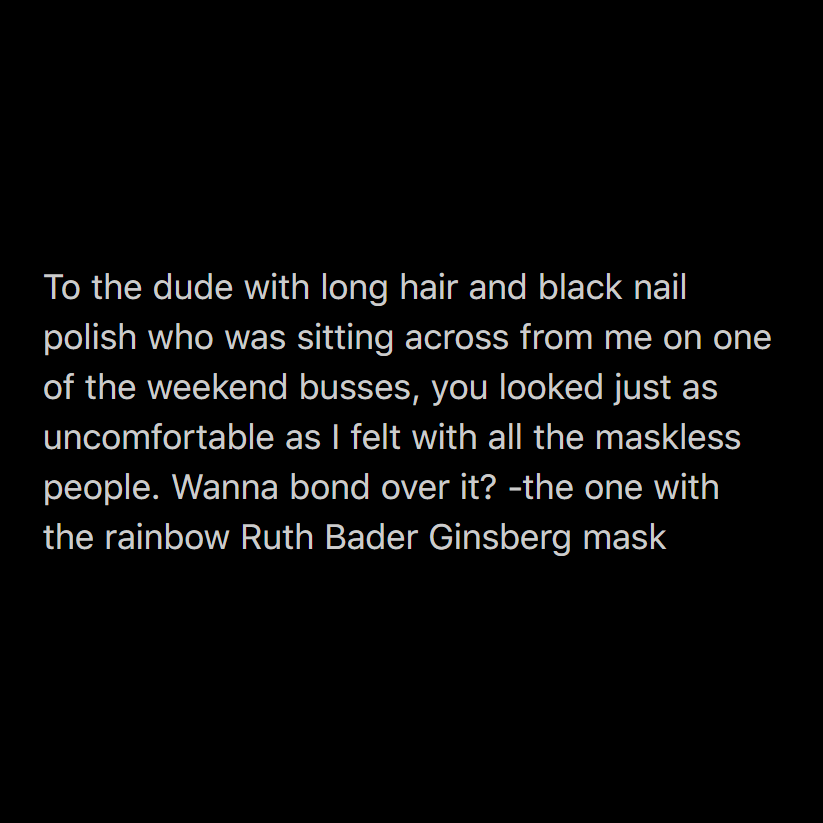 To the dude with long hair and black nail
polish who was sitting across from me on one
of the weekend busses, you looked just as
uncomfortable as I felt with all the maskless
people. Wanna bond over it? -the one with
the rainbow Ruth Bader Ginsberg mask